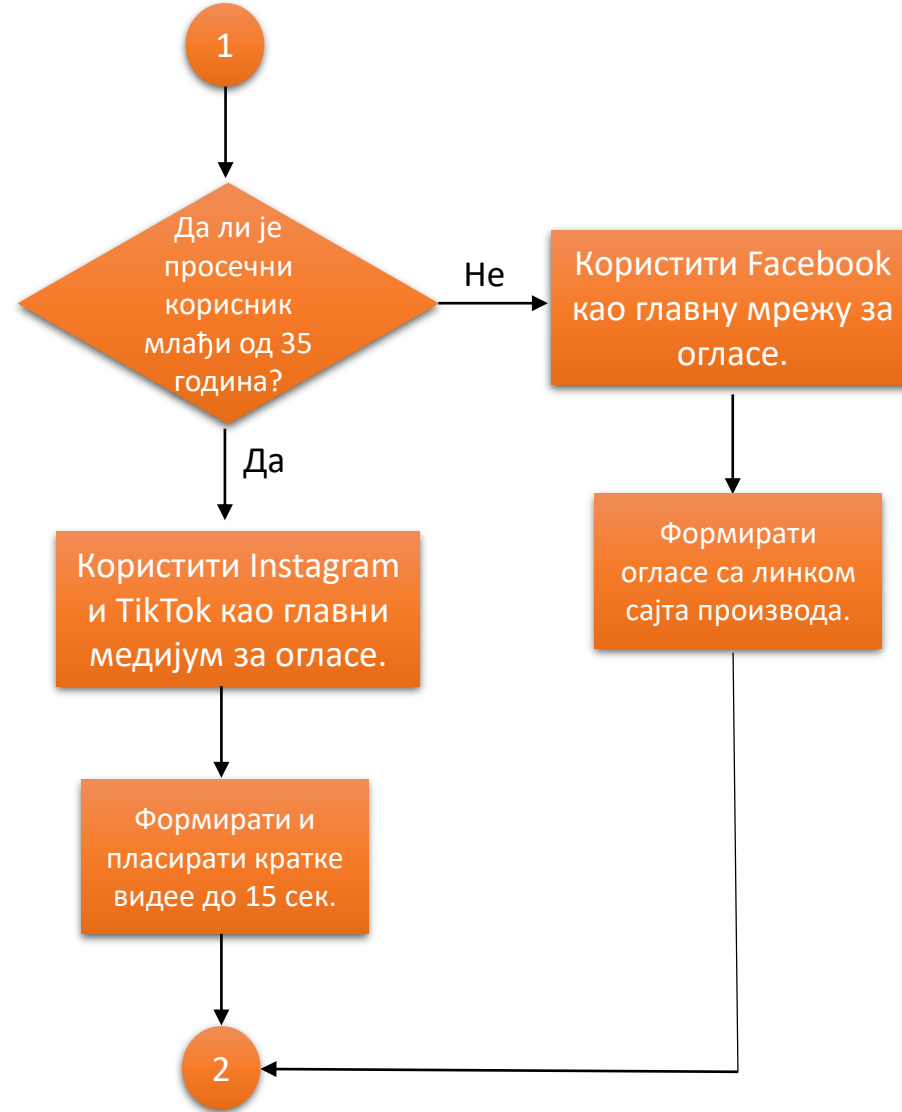 1
Да ли је
просечни
корисник
млађи од 35
година?
Не
Користити Facebook
као главну мрежу за
огласе.
Да
Користити Instagram
и TikTok као главни
медијум за огласе.
Формирати
огласе са линком
сајта производа.
Формирати и
пласирати кратке
видее до 15 сек.
2